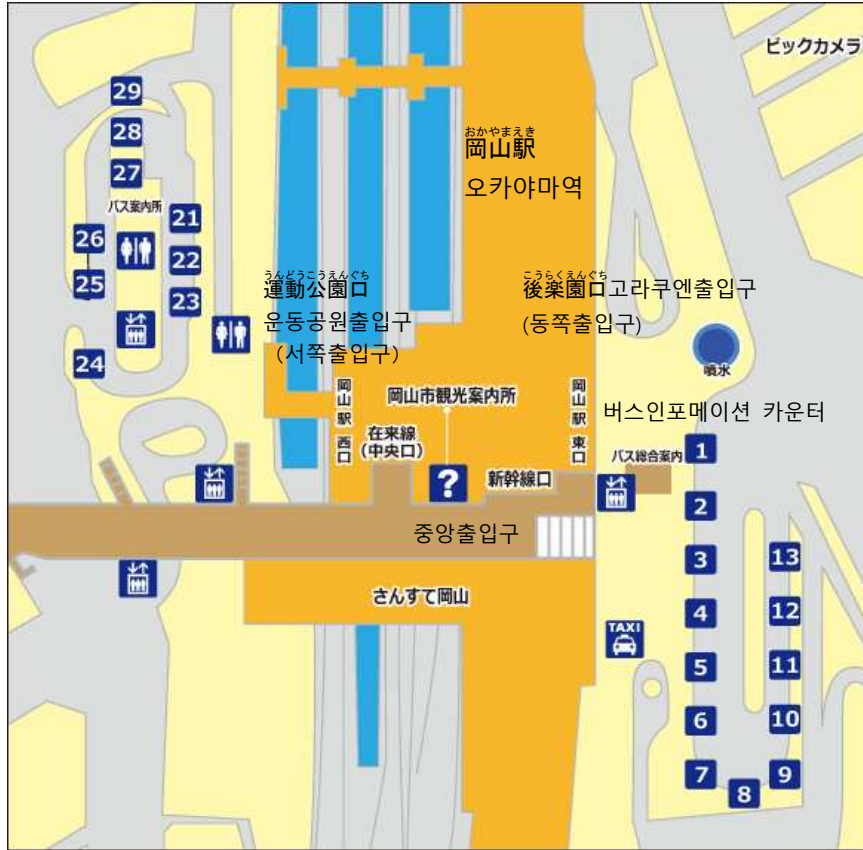 ビックカメラ
29
28
27
バス案内所
26
25
24
21
22
23
おかやまえき
岡山駅
오카야마역
うんどうこうえんぐち
運動公園口
운동공원출입구
(서쪽출입구)
こうらくえんぐち
後楽園口고라쿠엔출입구
(동쪽출입구)
噴水
岡山駅 西口
岡山市観光案内所
在来線
(中央口)
?
新幹線口
岡山駅 東口
버스인포메이션 카운터
バス総合案内
중앙출입구
さんすて岡山
TAXI
1
2
3
4
5
6
7
8
9
10
11
12
13